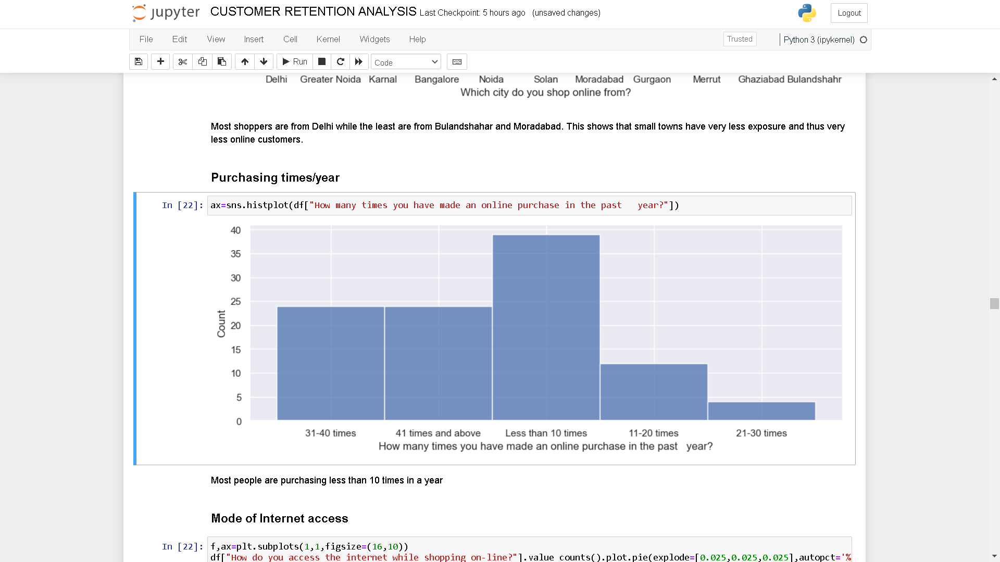 jupyter CUSTOMER RETENTION ANALYSIS Last Checkpoint: 5 hours ago (unsaved changes) Logout
File Edit View Insert Cell Kernel Widgets Help Trusted Python 3 (ipykernel)
Run Code
Delhi Greater Noida Karnal Bangalore Noida Solan Moradabad Gurgaon Merrut Ghaziabad Bulandshahr
Which city do you shop online from?
Most shoppers are from Delhi while the least are from Bulandshahar and Moradabad. This shows that small towns have very less exposure and thus very
less online customers.
Purchasing times/year
In [22]: ax=sns.histplot(df["How many times you have made an online purchase in the past   year?"])
40
35
30
25
20
15
10
5
0
Count
31-40 times 41 times and above Less than 10 times 11-20 times 21-30 times
How many times you have made an online purchase in the past   year?
Most people are purchasing less than 10 times in a year
Mode of Internet access
In [22]: f,ax=plt.subplots(1,1,figsize=(16,10))
df["How do you access the internet while shopping on-line?"].value_counts().plot.pie(explode=[0.025,0.025,0.025],autopct='%